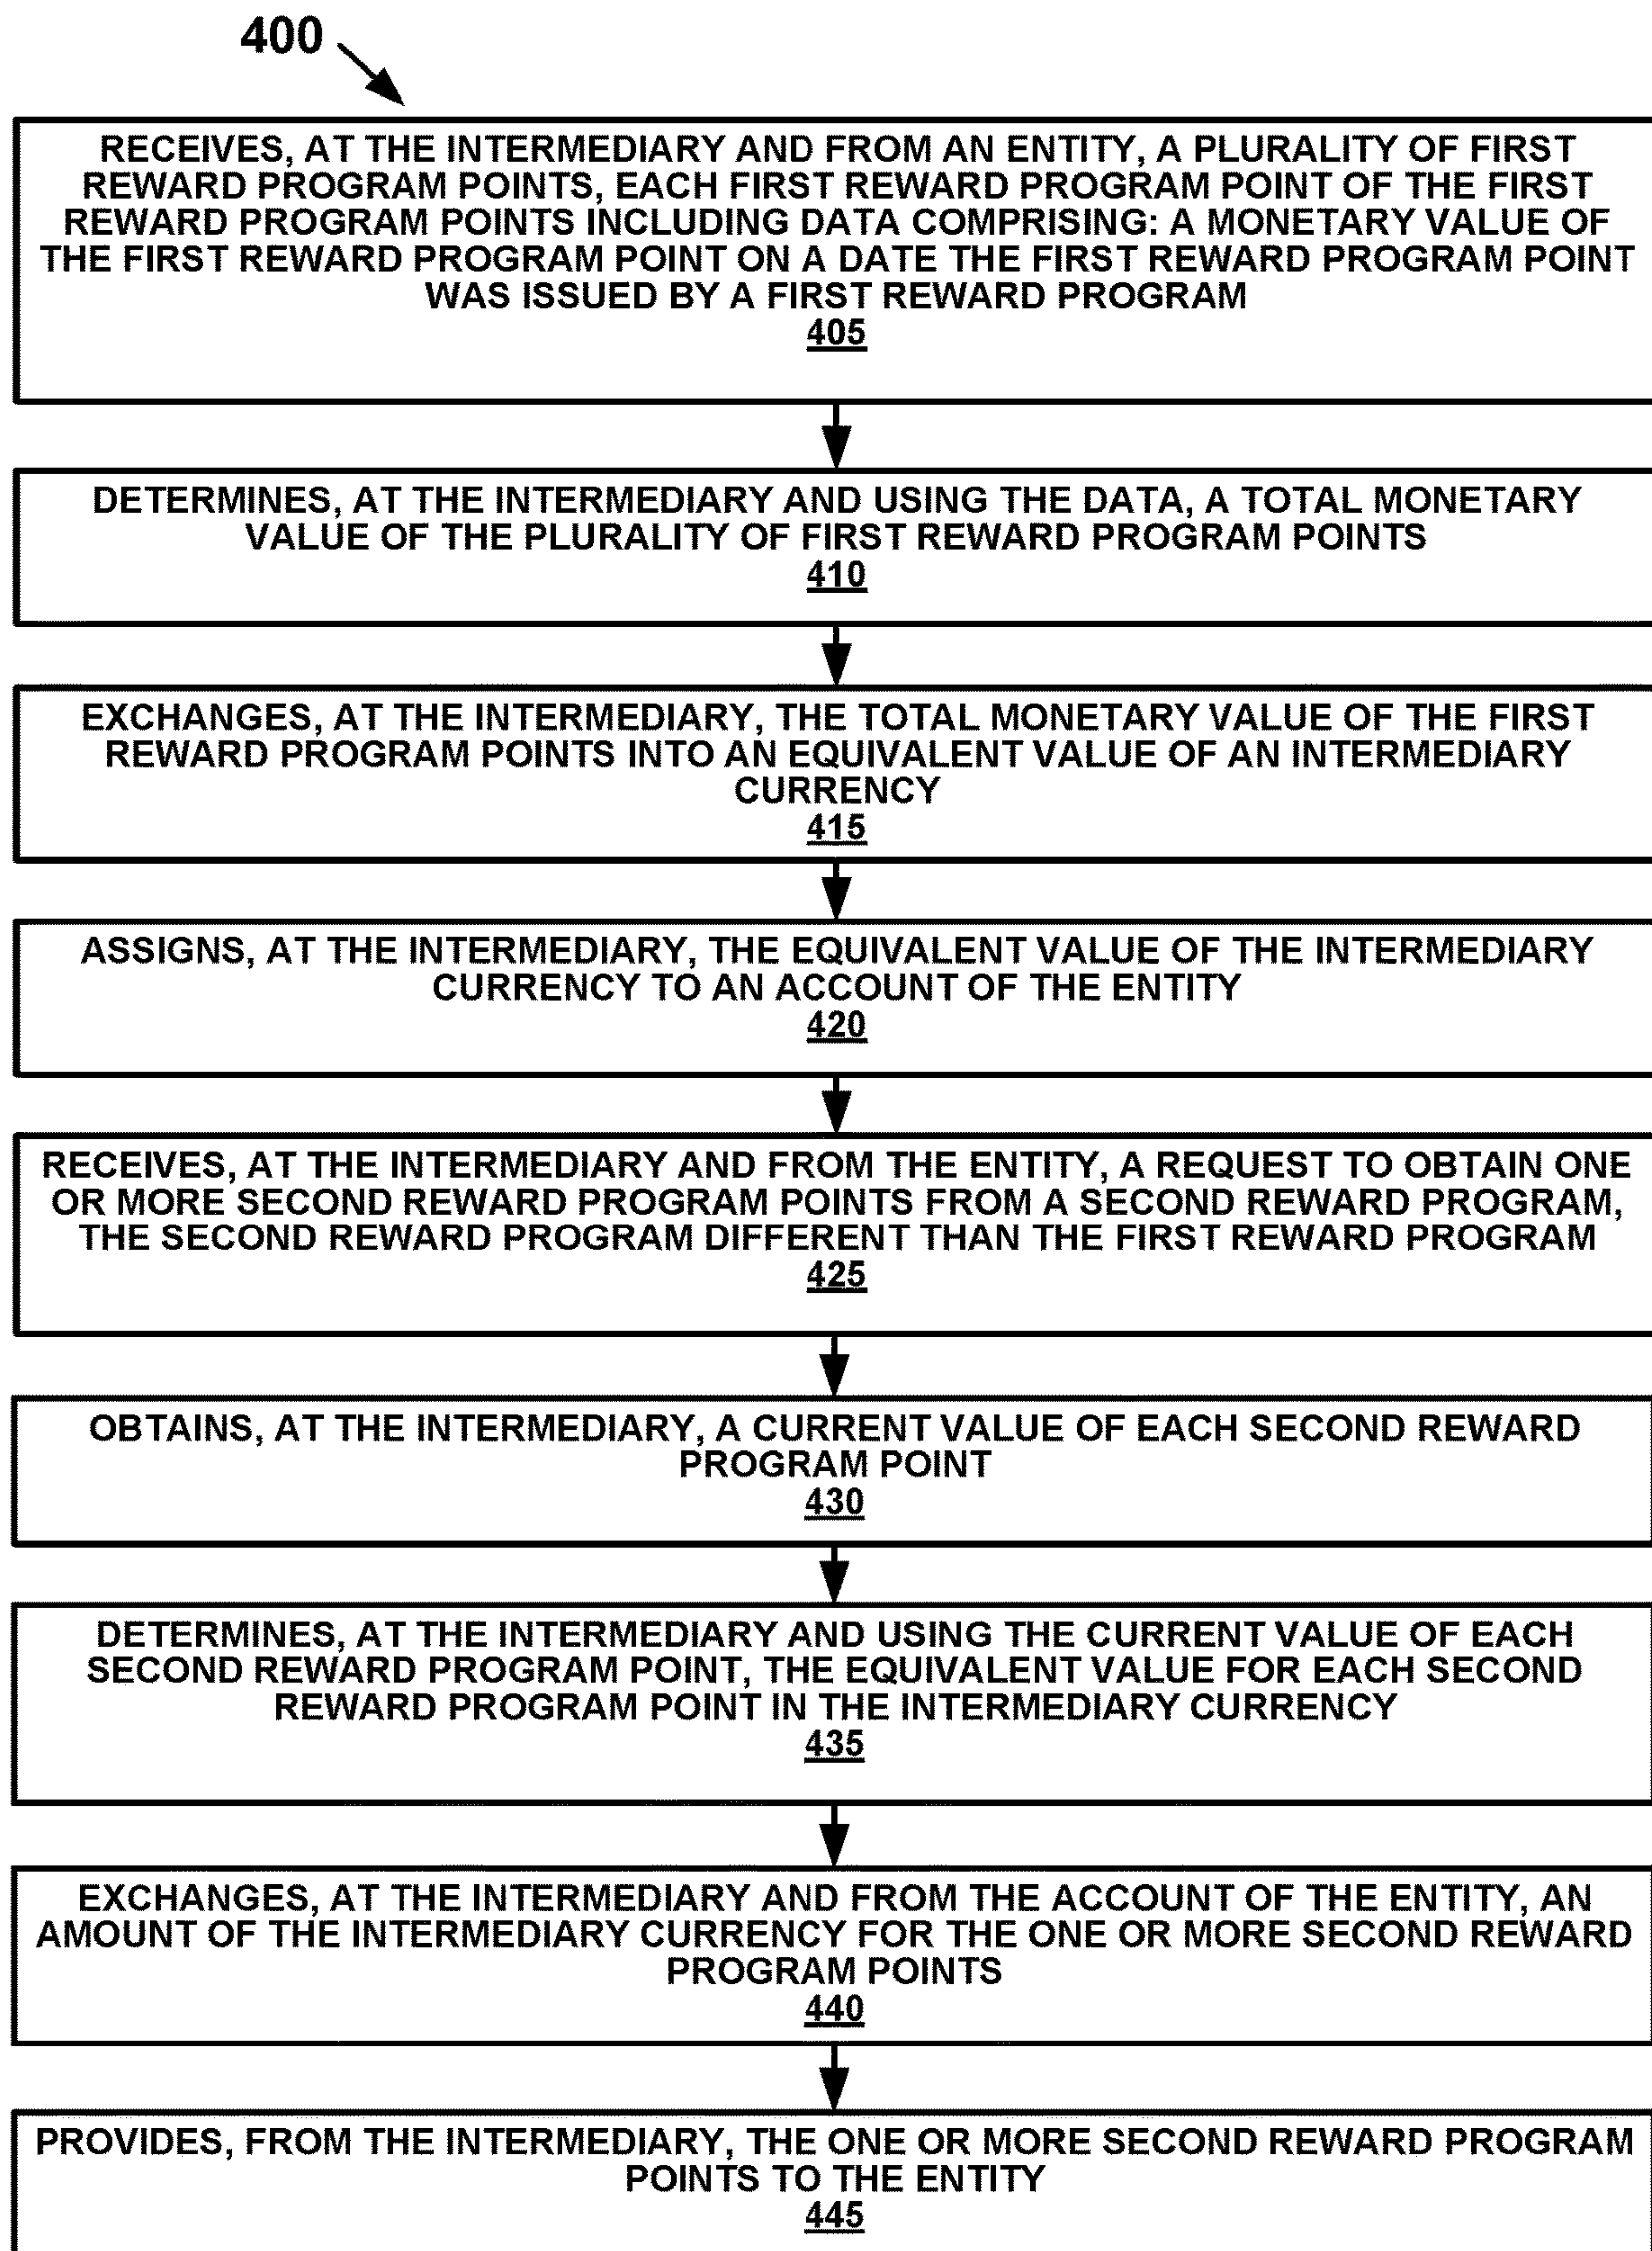 400
RECEIVES, AT THE INTERMEDIARY AND FROM AN ENTITY, A PLURALITY OF FIRST
REWARD PROGRAM POINTS, EACH FIRST REWARD PROGRAM POINT OF THE FIRST
REWARD PROGRAM POINTS INCLUDING DATA COMPRISING: A MONETARY VALUE OF
THE FIRST REWARD PROGRAM POINT ON A DATE THE FIRST REWARD PROGRAM POINT
WAS ISSUED BY A FIRST REWARD PROGRAM
405
DETERMINES, AT THE INTERMEDIARY AND USING THE DATA, A TOTAL MONETARY
VALUE OF THE PLURALITY OF FIRST REWARD PROGRAM POINTS
410
EXCHANGES, AT THE INTERMEDIARY, THE TOTAL MONETARY VALUE OF THE FIRST
REWARD PROGRAM POINTS INTO AN EQUIVALENT VALUE OF AN INTERMEDIARY
CURRENCY
415
ASSIGNS, AT THE INTERMEDIARY, THE EQUIVALENT VALUE OF THE INTERMEDIARY
CURRENCY TO AN ACCOUNT OF THE ENTITY
420
RECEIVES, AT THE INTERMEDIARY AND FROM THE ENTITY, A REQUEST TO OBTAIN ONE
OR MORE SECOND REWARD PROGRAM POINTS FROM A SECOND REWARD PROGRAM,
THE SECOND REWARD PROGRAM DIFFERENT THAN THE FIRST REWARD PROGRAM
425
OBTAINS, AT THE INTERMEDIARY, A CURRENT VALUE OF EACH SECOND REWARD
PROGRAM POINT
430
DETERMINES, AT THE INTERMEDIARY AND USING THE CURRENT VALUE OF EACH
SECOND REWARD PROGRAM POINT, THE EQUIVALENT VALUE FOR EACH SECOND
REWARD PROGRAM POINT IN THE INTERMEDIARY CURRENCY
435
EXCHANGES, AT THE INTERMEDIARY AND FROM THE ACCOUNT OF THE ENTITY, AN
AMOUNT OF THE INTERMEDIARY CURRENCY FOR THE ONE OR MORE SECOND REWARD
PROGRAM POINTS
440
PROVIDES, FROM THE INTERMEDIARY, THE ONE OR MORE SECOND REWARD PROGRAM
POINTS TO THE ENTITY
445